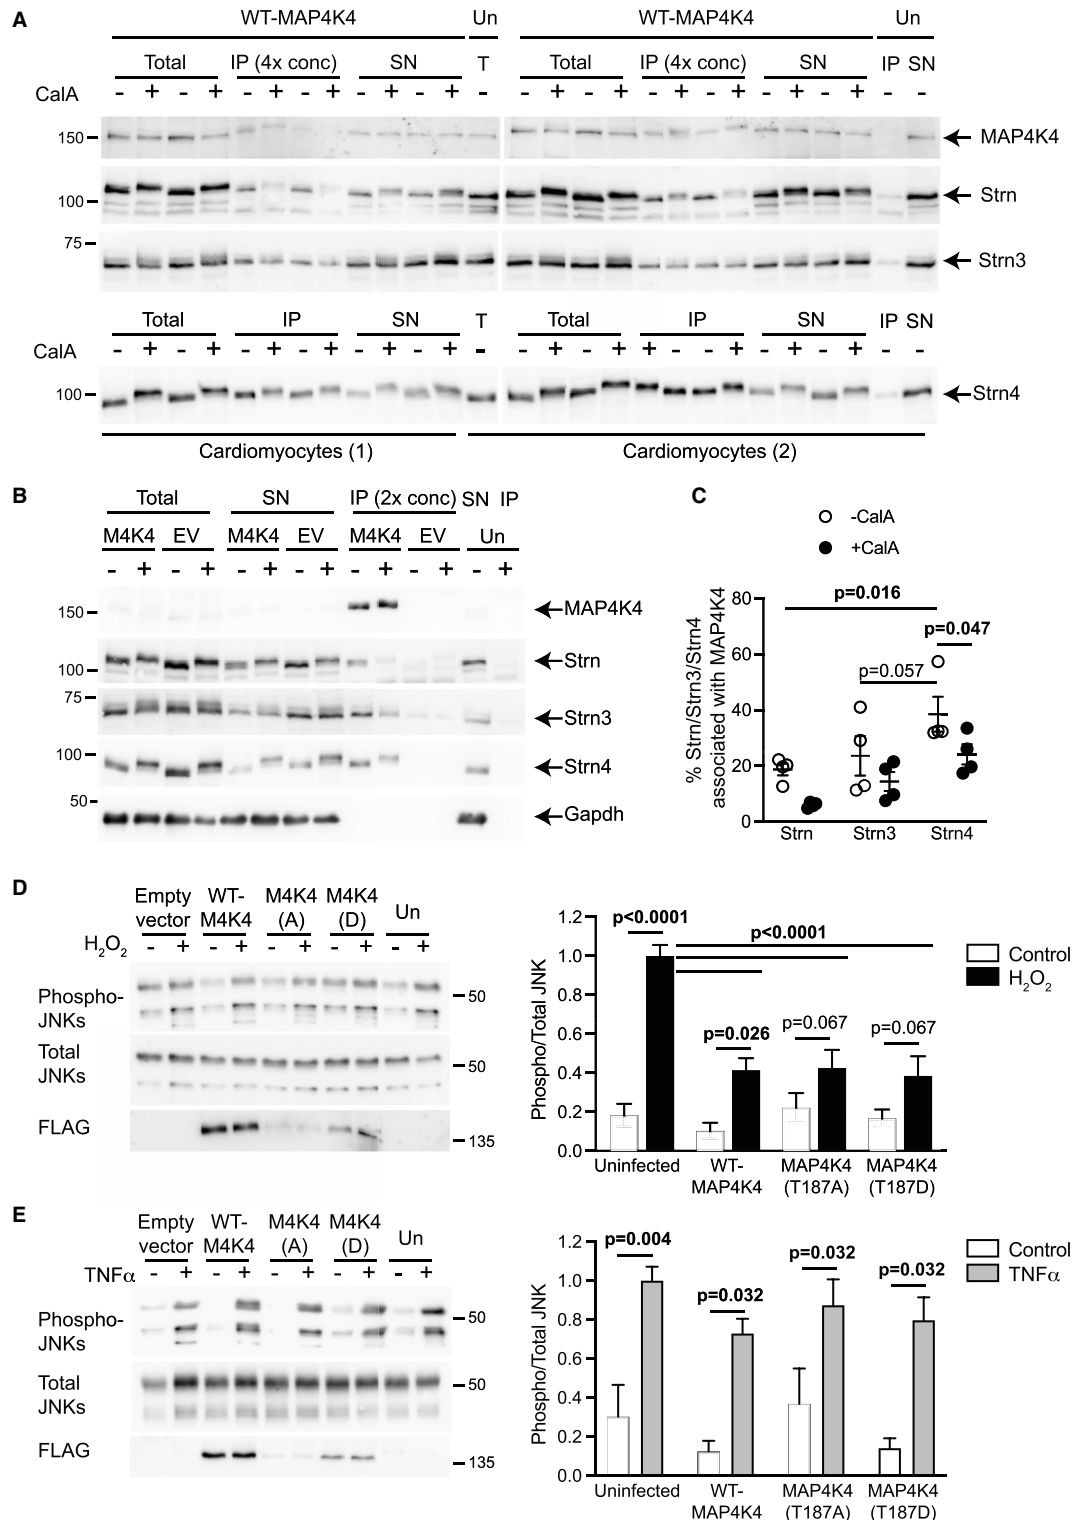 A
WT-MAP4K4 Un WT-MAP4K4 Un
Total IP (4x conc) SN T Total IP (4x conc) SN IP SN
CalA - + - + - + - + - + - + - - + - + - + - + - + - + - -
150 MAP4K4
100 Strn
75
Strn3
Total IP SN T Total IP SN IP SN
CalA - + - + - + - + - + - + - - + - + + - - + - + - + - -
100 Strn4
Cardiomyocytes (1) Cardiomyocytes (2)
B
Total SN IP (2x conc) SN IP
M4K4 EV M4K4 EV M4K4 EV Un
- + - + - + - + - + - + - +
150 MAP4K4
100 Strn
75
Strn3
100
Strn4
50
Gapdh
C
-CalA
+CalA
% Strn/Strn3/Strn4
associated with MAP4K4
80
60
40
20
0
p=0.016
p=0.047
p=0.057
Strn Strn3 Strn4
D
Empty vector WT-M4K4 M4K4 (A) M4K4 (D) Un
H2O2 - + - + - + - + - +
Phospho-JNKs
50
Total JNKs
50
FLAG
135
Phospho/Total JNK
1.2
1.0
0.8
0.6
0.4
0.2
0.0
p<0.0001
p<0.0001
p=0.026
p=0.067
p=0.067
Control
H2O2
Uninfected WT-MAP4K4 MAP4K4 (T187A) MAP4K4 (T187D)
E
Empty vector WT-M4K4 M4K4 (A) M4K4 (D) Un
TNFα - + - + - + - + - +
Phospho-JNKs
50
Total JNKs
50
FLAG
135
Phospho/Total JNK
1.2
1.0
0.8
0.6
0.4
0.2
0.0
p=0.004
p=0.032
p=0.032
p=0.032
Control
TNFα
Uninfected WT-MAP4K4 MAP4K4 (T187A) MAP4K4 (T187D)